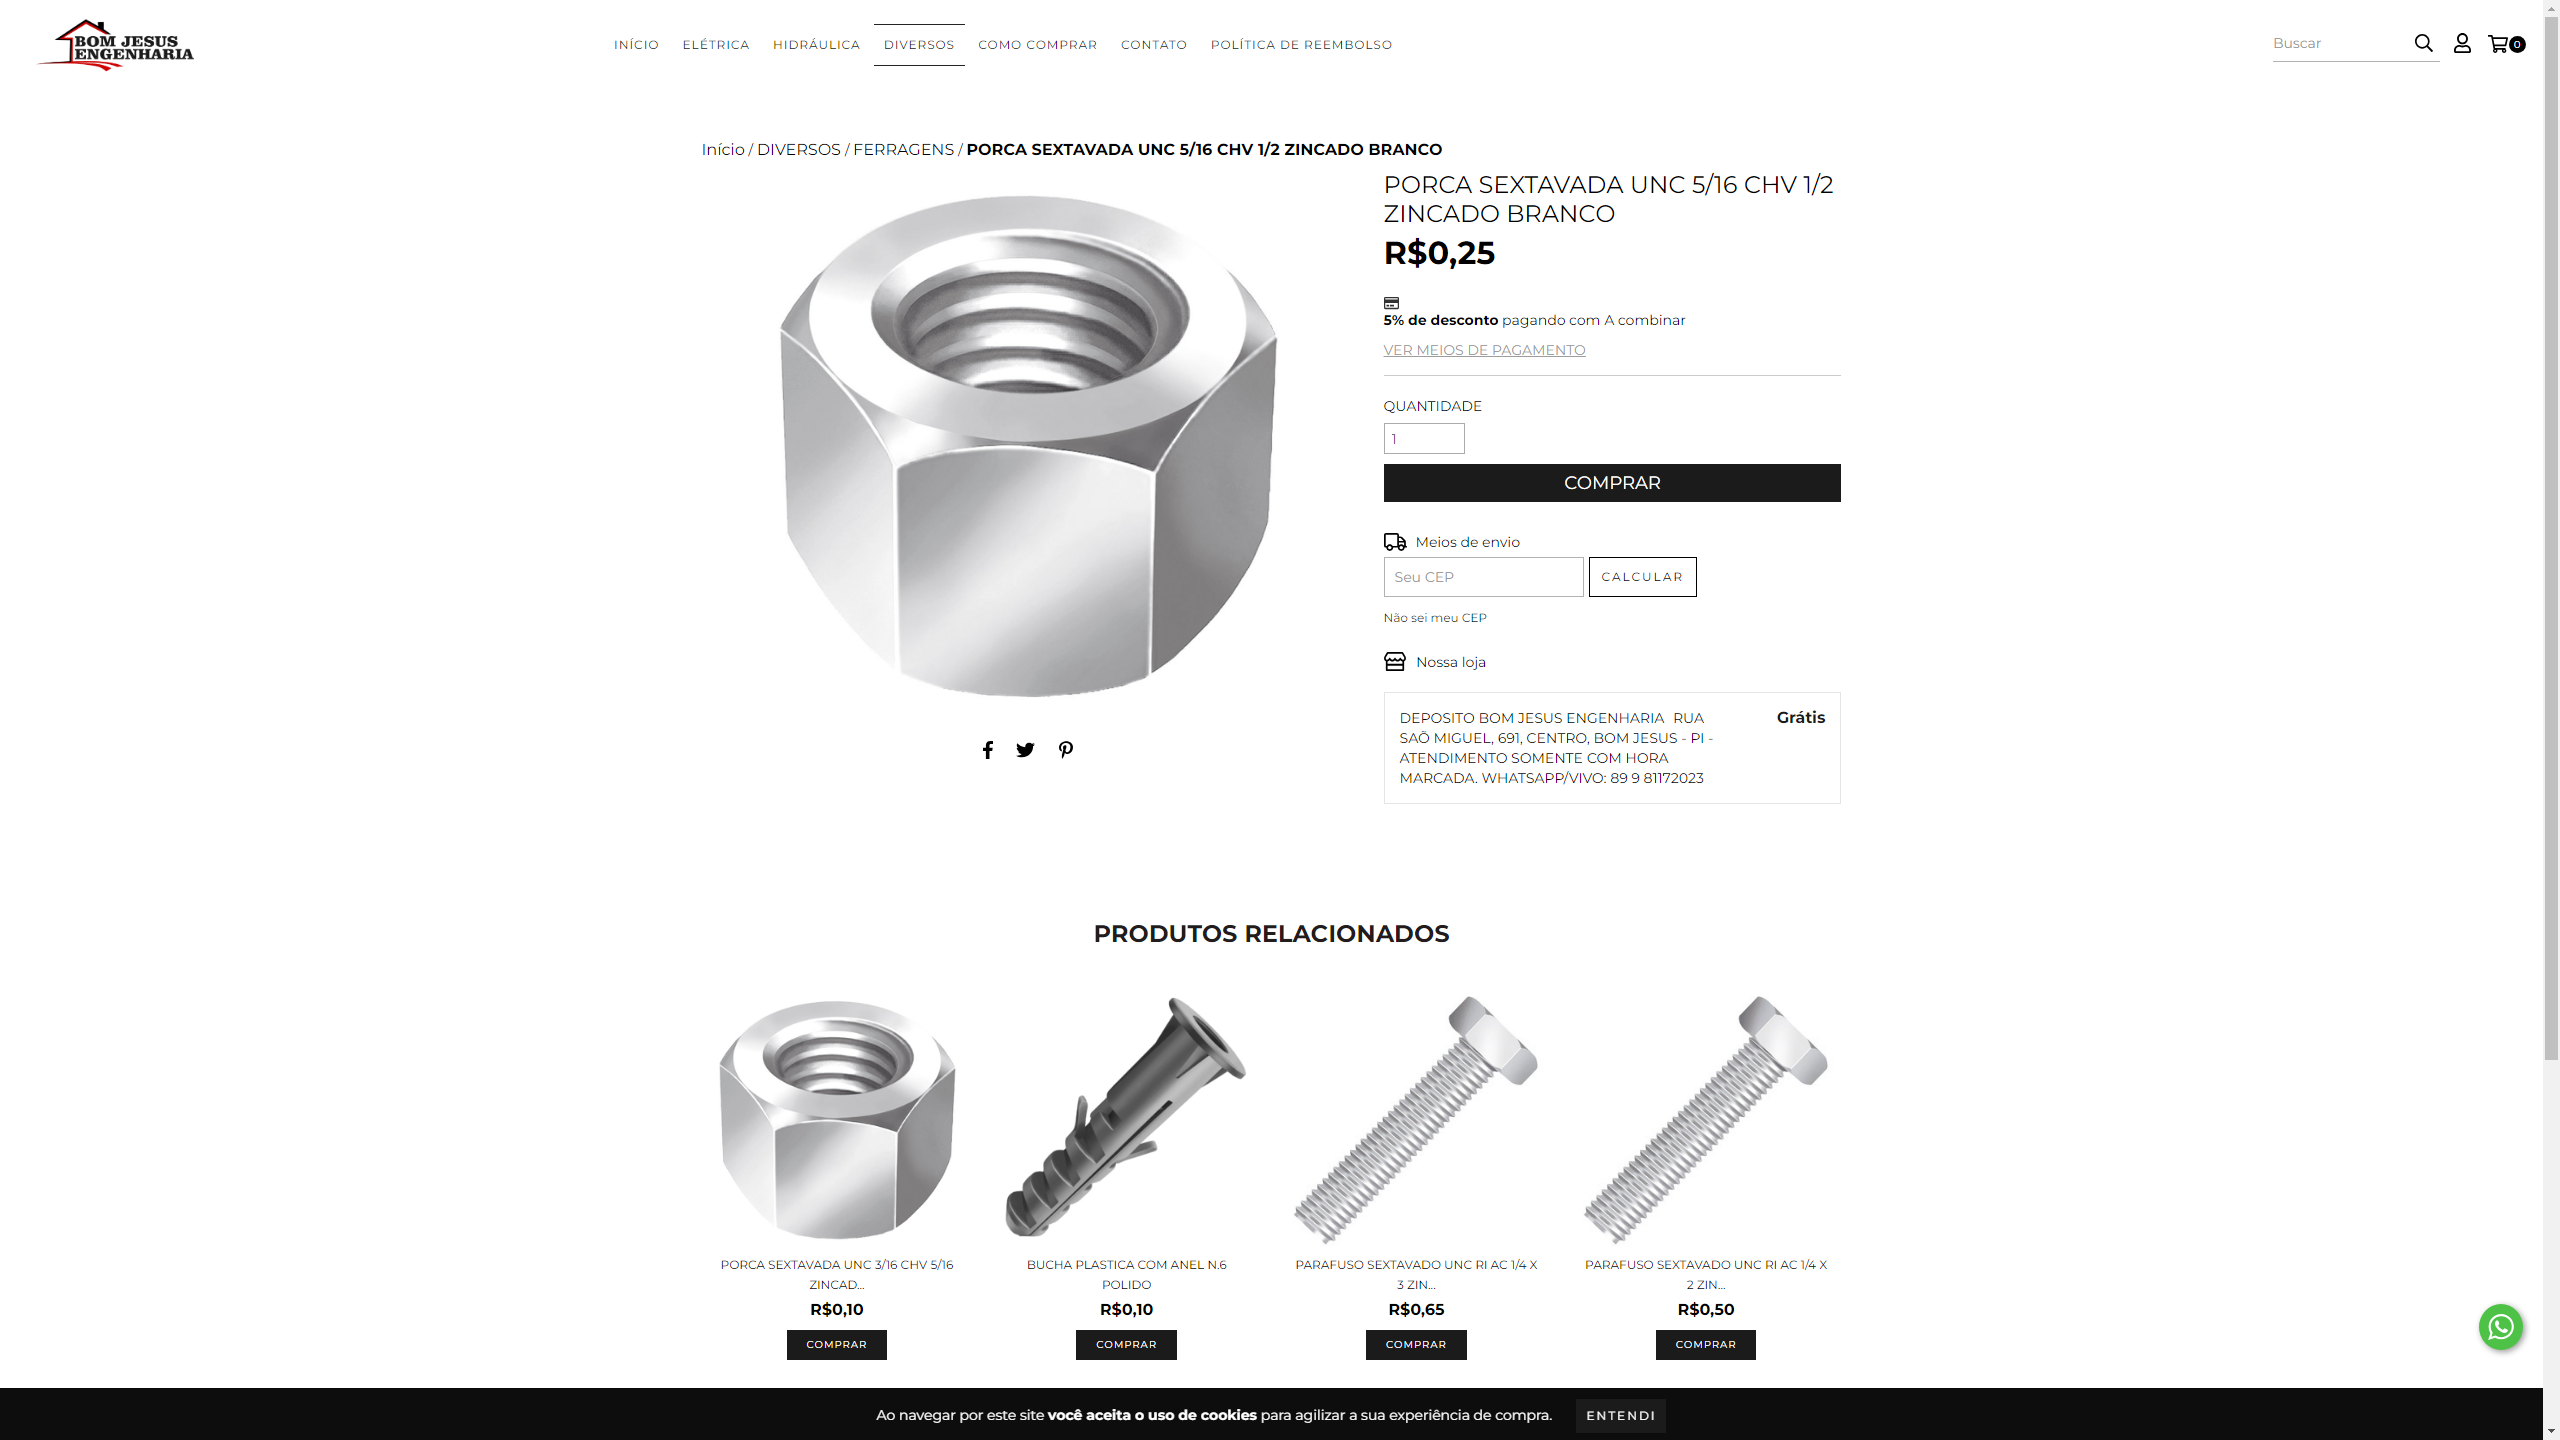 BOM JESUS
ENGENHARIA
INÍCIO ELÉTRICA HIDRÁULICA DIVERSOS COMO COMPRAR CONTATO POLÍTICA DE REEMBOLSO
Buscar
0
Início / DIVERSOS / FERRAGENS / PORCA SEXTAVADA UNC 5/16 CHV 1/2 ZINCADO BRANCO
PORCA SEXTAVADA UNC 5/16 CHV 1/2
ZINCADO BRANCO
R$0,25
5% de desconto pagando com A combinar
VER MEIOS DE PAGAMENTO
QUANTIDADE
1
COMPRAR
Meios de envio
Seu CEP
CALCULAR
Não sei meu CEP
Nossa loja
DEPOSITO BOM JESUS ENGENHARIA RUA
SAÕ MIGUEL, 691, CENTRO, BOM JESUS - PI -
ATENDIMENTO SOMENTE COM HORA
MARCADA. WHATSAPP/VIVO: 89 9 81172023
Grátis
PRODUTOS RELACIONADOS
PORCA SEXTAVADA UNC 3/16 CHV 5/16
ZINCAD...
R$0,10
COMPRAR
BUCHA PLASTICA COM ANEL N.6
POLIDO
R$0,10
COMPRAR
PARAFUSO SEXTAVADO UNC RI AC 1/4 X
3 ZIN...
R$0,65
COMPRAR
PARAFUSO SEXTAVADO UNC RI AC 1/4 X
2 ZIN...
R$0,50
COMPRAR
Ao navegar por este site você aceita o uso de cookies para agilizar a sua experiência de compra.
ENTENDI